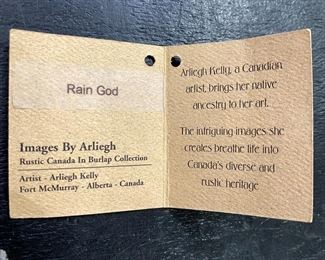 Rain God
Images By Arliegh
Rustic Canada In Burlap Collection
Artist - Arliegh Kelly
Fort McMurray - Alberta - Canada
Arliegh Kelly, a Canadian
artist, brings her native
ancestry to her art.
The intriguing images she
creates breathe life into
Canada's diverse and
rustic heritage